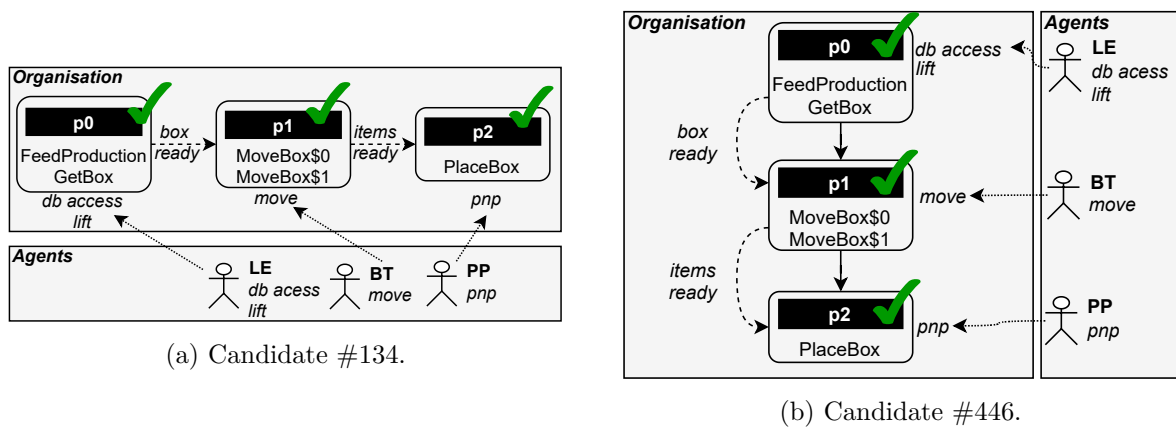 Organisation
p0
FeedProduction
GetBox
db access
lift
box
ready
p1
MoveBox$0
MoveBox$1
move
items
ready
p2
PlaceBox
pnp
Agents
LE
db acess
lift
BT
move
PP
pnp
(a) Candidate #134.
Organisation
p0
FeedProduction
GetBox
db access
lift
box
ready
p1
MoveBox$0
MoveBox$1
move
items
ready
p2
PlaceBox
pnp
Agents
LE
db acess
lift
BT
move
PP
pnp
(b) Candidate #446.